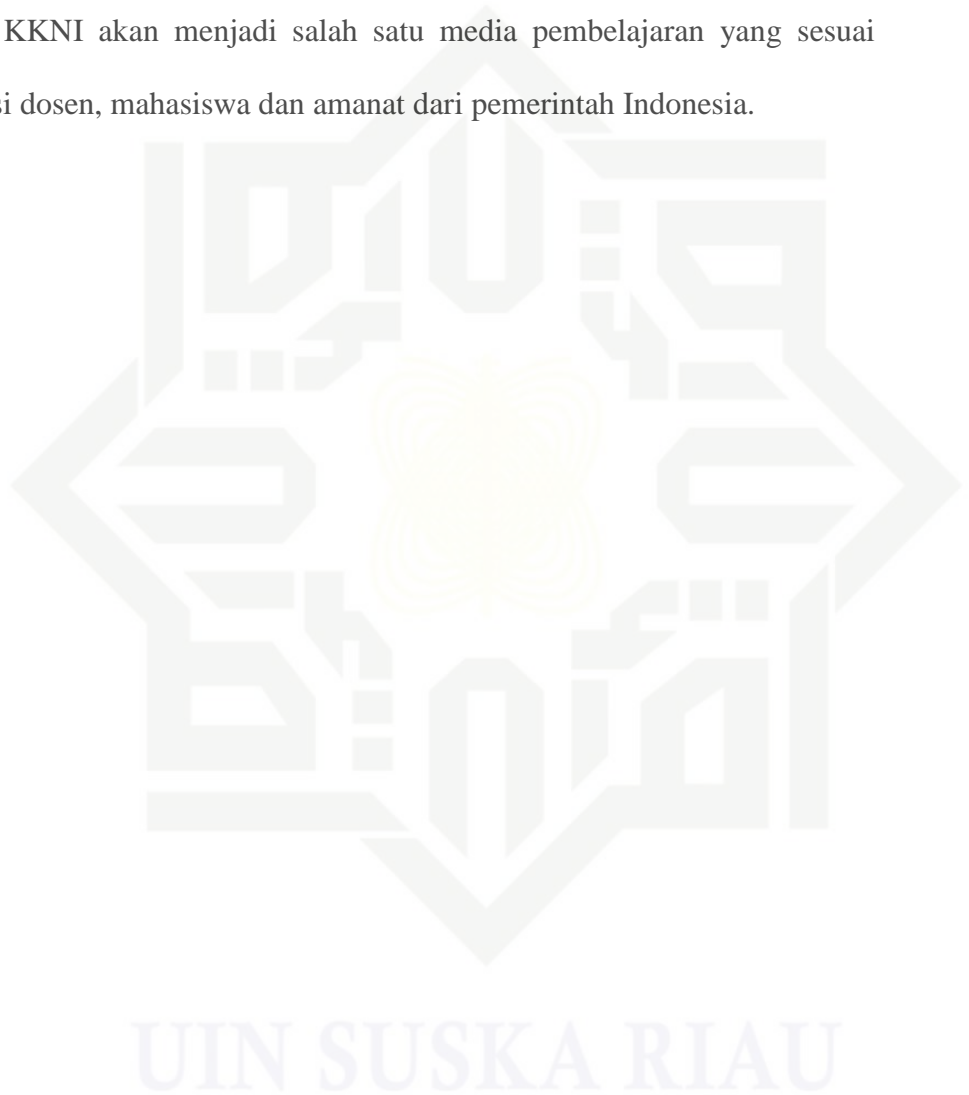 KKNI akan menjadi salah satu media pembelajaran yang sesuai
si dosen, mahasiswa dan amanat dari pemerintah Indonesia.
UIN SUSKA RIAU